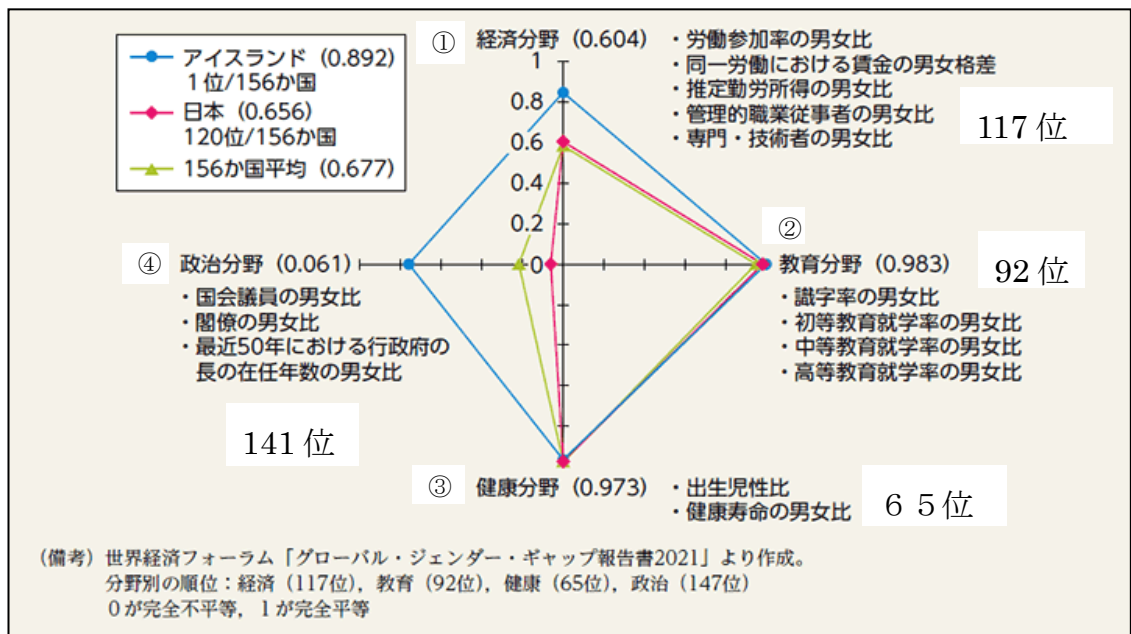 アイスランド（0.892）
1位/156か国
日本（0.656）
120位/156か国
156か国平均（0.677）
① 経済分野（0.604）
・労働参加率の男女比
・同一労働における賃金の男女格差
・推定勤労所得の男女比
・管理的職業従事者の男女比
・専門・技術者の男女比
117位
1
0.8
0.6
0.4
0.2
0
②
教育分野（0.983）
・識字率の男女比
・初等教育就学率の男女比
・中等教育就学率の男女比
・高等教育就学率の男女比
92位
④ 政治分野（0.061）
・国会議員の男女比
・閣僚の男女比
・最近50年における行政府の
長の在任年数の男女比
141位
③ 健康分野（0.973）
・出生児性比
・健康寿命の男女比
６５位
（備考）世界経済フォーラム「グローバル・ジェンダー・ギャップ報告書2021」より作成。
分野別の順位：経済（117位），教育（92位），健康（65位），政治（147位）
０が完全不平等，１が完全平等